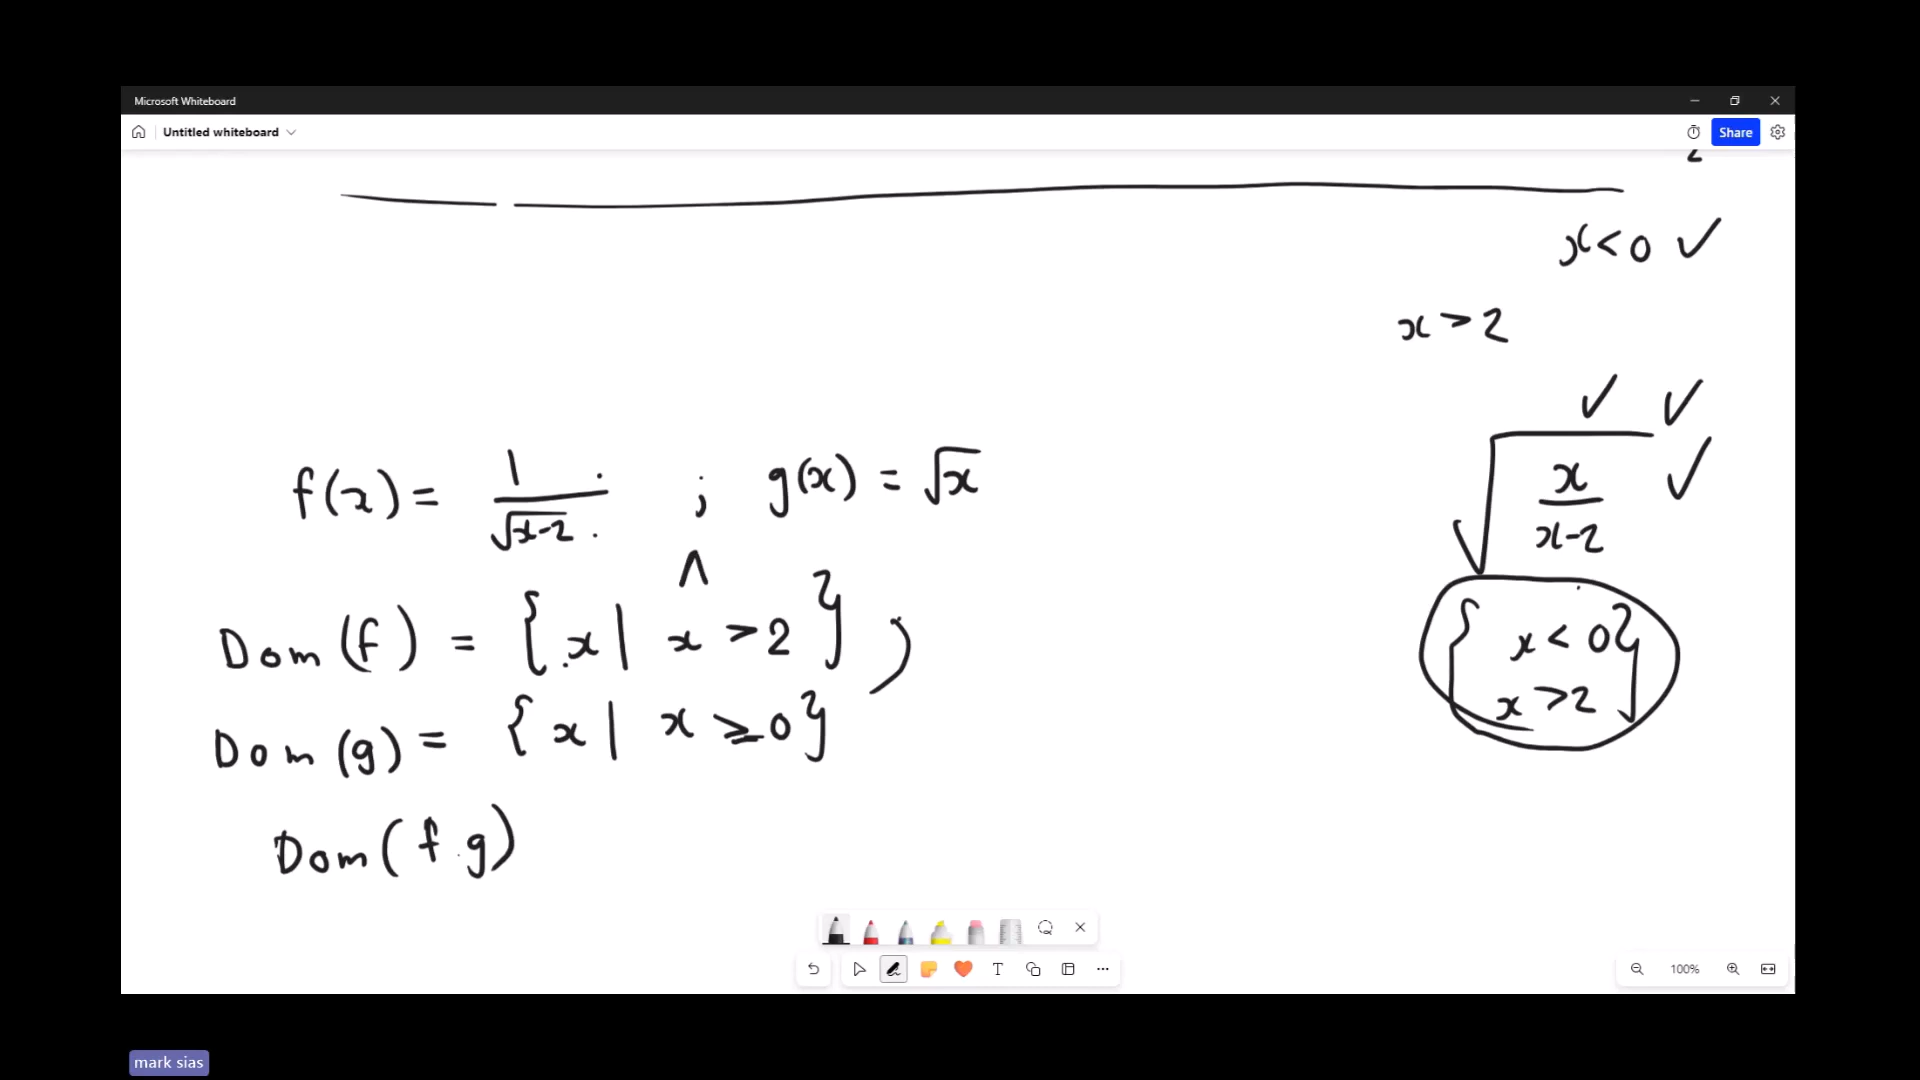 Microsoft Whiteboard
Untitled whiteboard
Share
2
x<0 ✓
x>2
f(x) = 1/√(x-2) ; g(x) = √x
∧
Dom(f) = {x | x > 2} )
Dom(g) = {x | x ≥ 0}
Dom(f.g)
✓ ✓
√(x/(x-2)) ✓
{ x < 0 }
x > 2
T
100%
mark sias